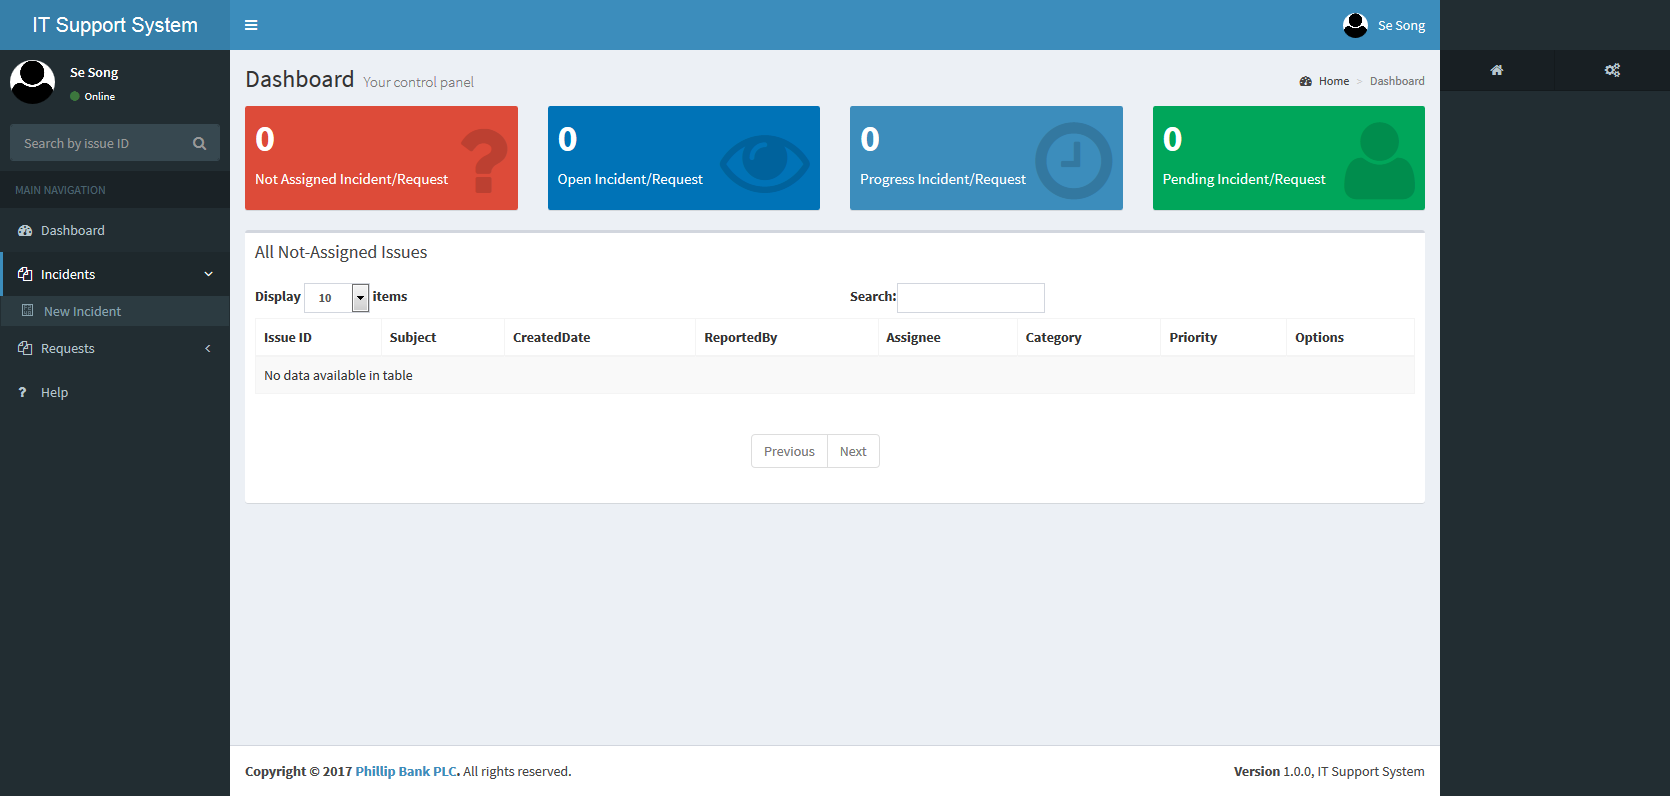 IT Support System
Se Song
Se Song
Online
Search by issue ID
MAIN NAVIGATION
Dashboard
Incidents
New Incident
Requests
Help
Dashboard Your control panel
Home > Dashboard
0
Not Assigned Incident/Request
0
Open Incident/Request
0
Progress Incident/Request
0
Pending Incident/Request
All Not-Assigned Issues
Display 10 items
Search:
Issue ID Subject CreatedDate ReportedBy Assignee Category Priority Options
No data available in table
Previous Next
Copyright © 2017 Phillip Bank PLC. All rights reserved.
Version 1.0.0, IT Support System